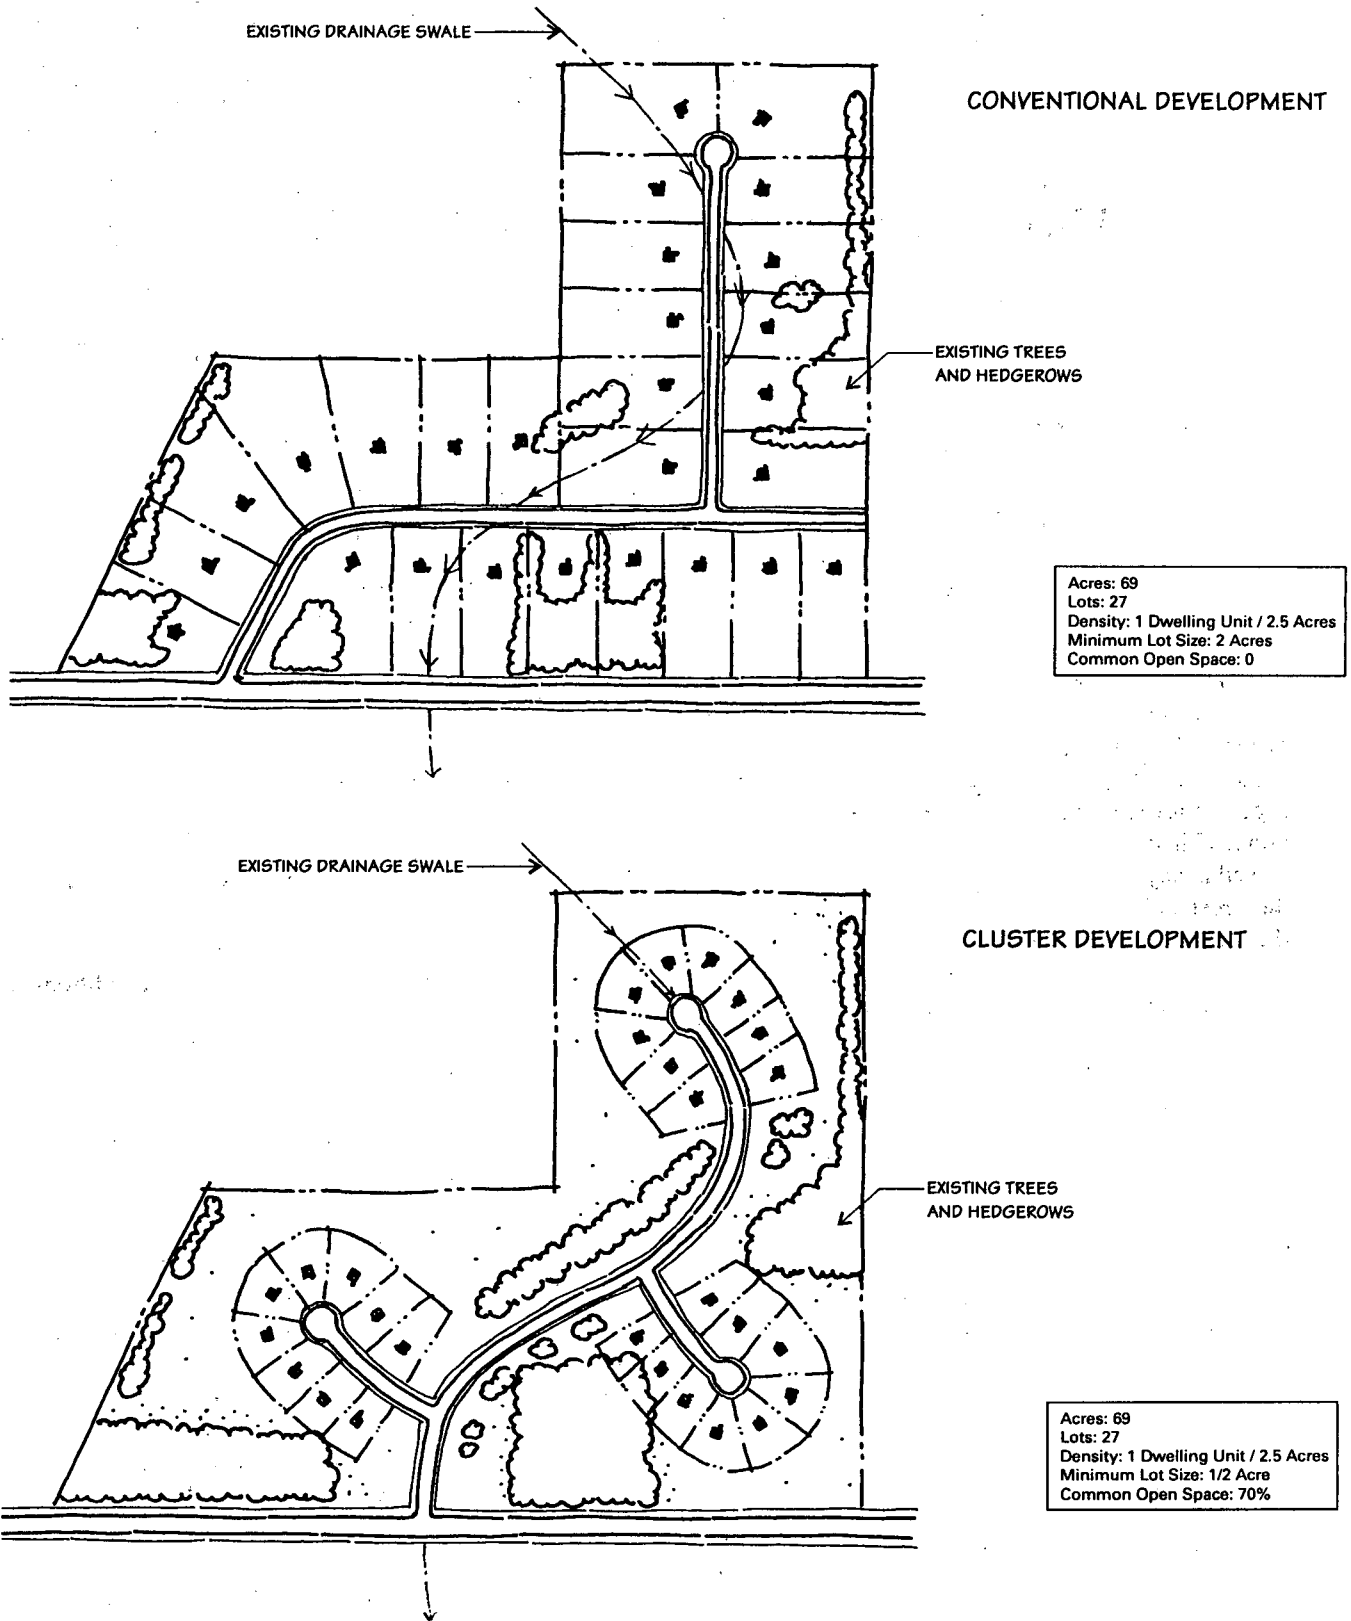 EXISTING DRAINAGE SWALE
CONVENTIONAL DEVELOPMENT
EXISTING TREES
AND HEDGEROWS
Acres: 69
Lots: 27
Density: 1 Dwelling Unit / 2.5 Acres
Minimum Lot Size: 2 Acres
Common Open Space: 0
EXISTING DRAINAGE SWALE
CLUSTER DEVELOPMENT
EXISTING TREES
AND HEDGEROWS
Acres: 69
Lots: 27
Density: 1 Dwelling Unit / 2.5 Acres
Minimum Lot Size: 1/2 Acre
Common Open Space: 70%